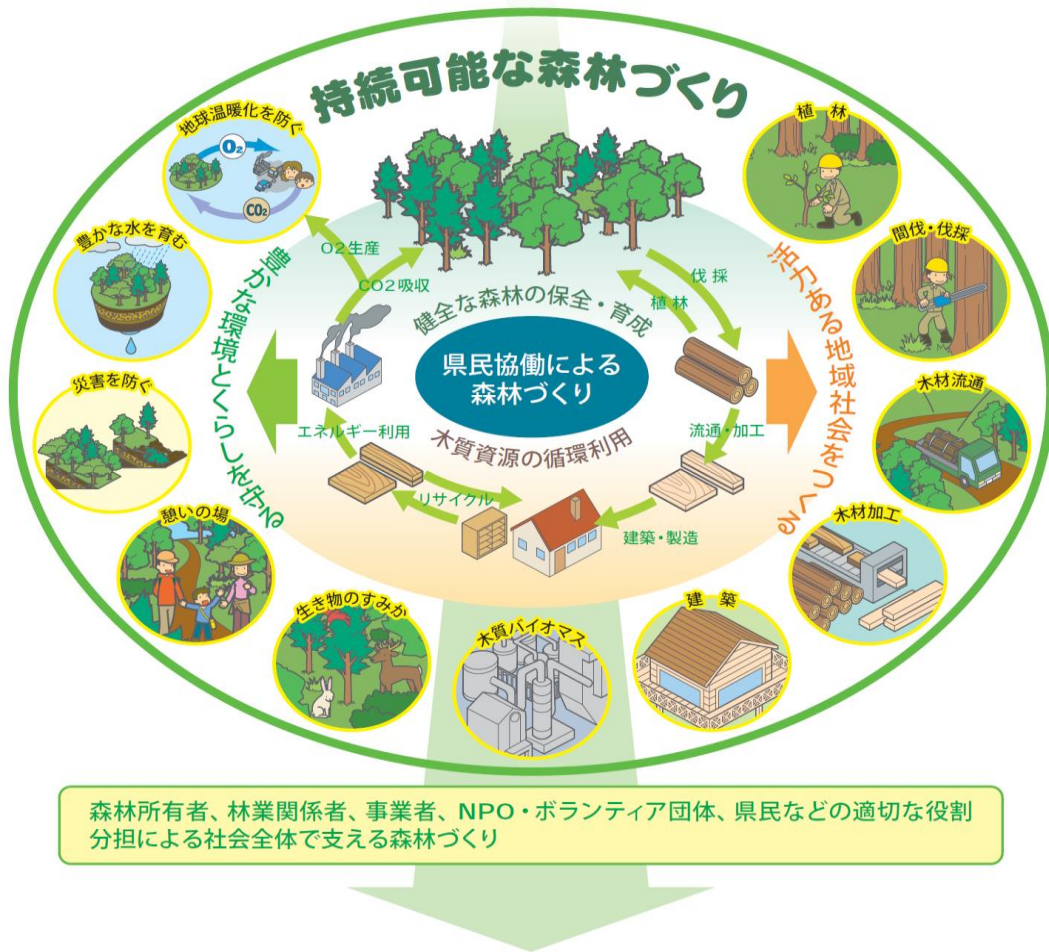 持続可能な森林づくり
地球温暖化を防ぐ
O₂
CO₂
植 林
豊かな水を育む
間伐・伐採
O2生産
CO2吸収
伐 採
植 林
健全な森林の保全・育成
豊かな環境とくらしを守る
県民協働による
森林づくり
活力ある地域社会をつくる
災害を防ぐ
木材流通
エネルギー利用
木質資源の循環利用
流通・加工
リサイクル
建築・製造
憩いの場
木材加工
生き物のすみか
木質バイオマス
建 築
森林所有者、林業関係者、事業者、NPO・ボランティア団体、県民などの適切な役割
分担による社会全体で支える森林づくり